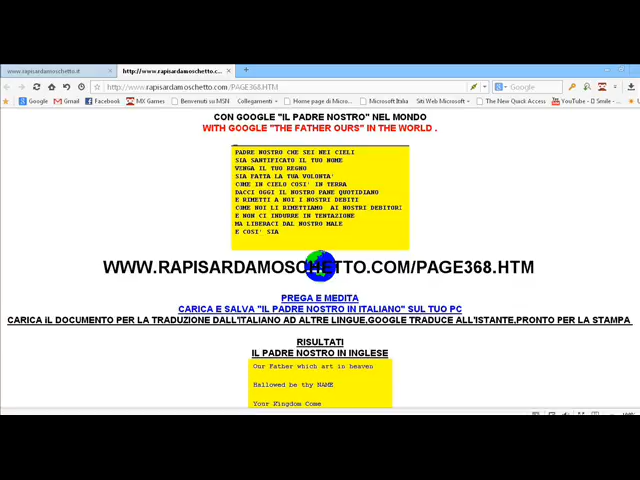 www.rapisardamoschetto.it
http://www.rapisardamoschetto.c...
http://www.rapisardamoschetto.com/PAGE368.HTM
Google
Google
Gmail
Facebook
MX Games
Benvenuti su MSN
Collegamenti
Home page di Micro...
Microsoft Italia
Siti Web Microsoft
The New Quick Access
YouTube - Il Smile - ...
CON GOOGLE "IL PADRE NOSTRO" NEL MONDO
WITH GOOGLE "THE FATHER OURS" IN THE WORLD .
PADRE NOSTRO CHE SEI NEI CIELI
SIA SANTIFICATO IL TUO NOME
VENGA IL TUO REGNO
SIA FATTA LA TUA VOLONTA'
COME IN CIELO COSI' IN TERRA
DACCI OGGI IL NOSTRO PANE QUOTIDIANO
E RIMETTI A NOI I NOSTRI DEBITI
COME NOI LI RIMETTIAMO AI NOSTRI DEBITORI
E NON CI INDURRE IN TENTAZIONE
MA LIBERACI DAL NOSTRO MALE
E COSI' SIA
WWW.RAPISARDAMOSCHETTO.COM/PAGE368.HTM
PREGA E MEDITA
CARICA E SALVA "IL PADRE NOSTRO IN ITALIANO" SUL TUO PC
CARICA iL DOCUMENTO PER LA TRADUZIONE DALL'ITALIANO AD ALTRE LINGUE,GOOGLE TRADUCE ALL'ISTANTE,PRONTO PER LA STAMPA
RISULTATI
IL PADRE NOSTRO IN INGLESE
Our Father which art in heaven
Hallowed be thy NAME
Your Kingdom Come